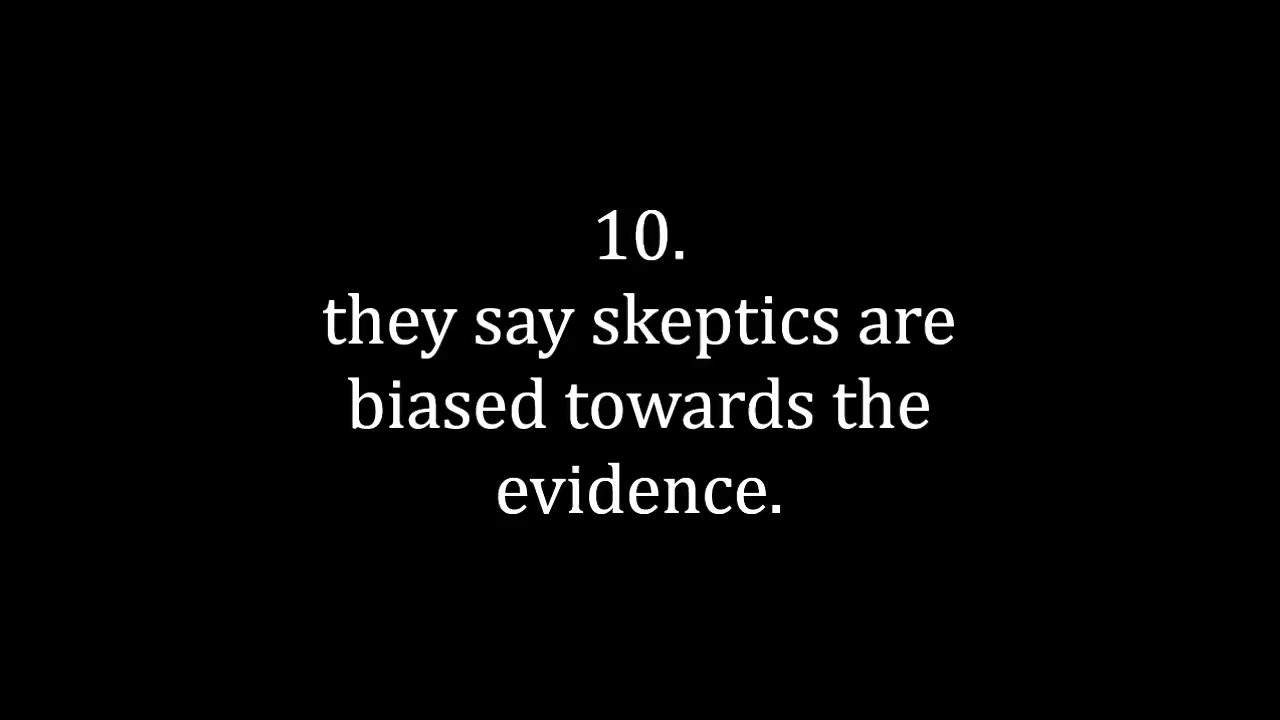 10.
they say skeptics are
biased towards the
evidence.